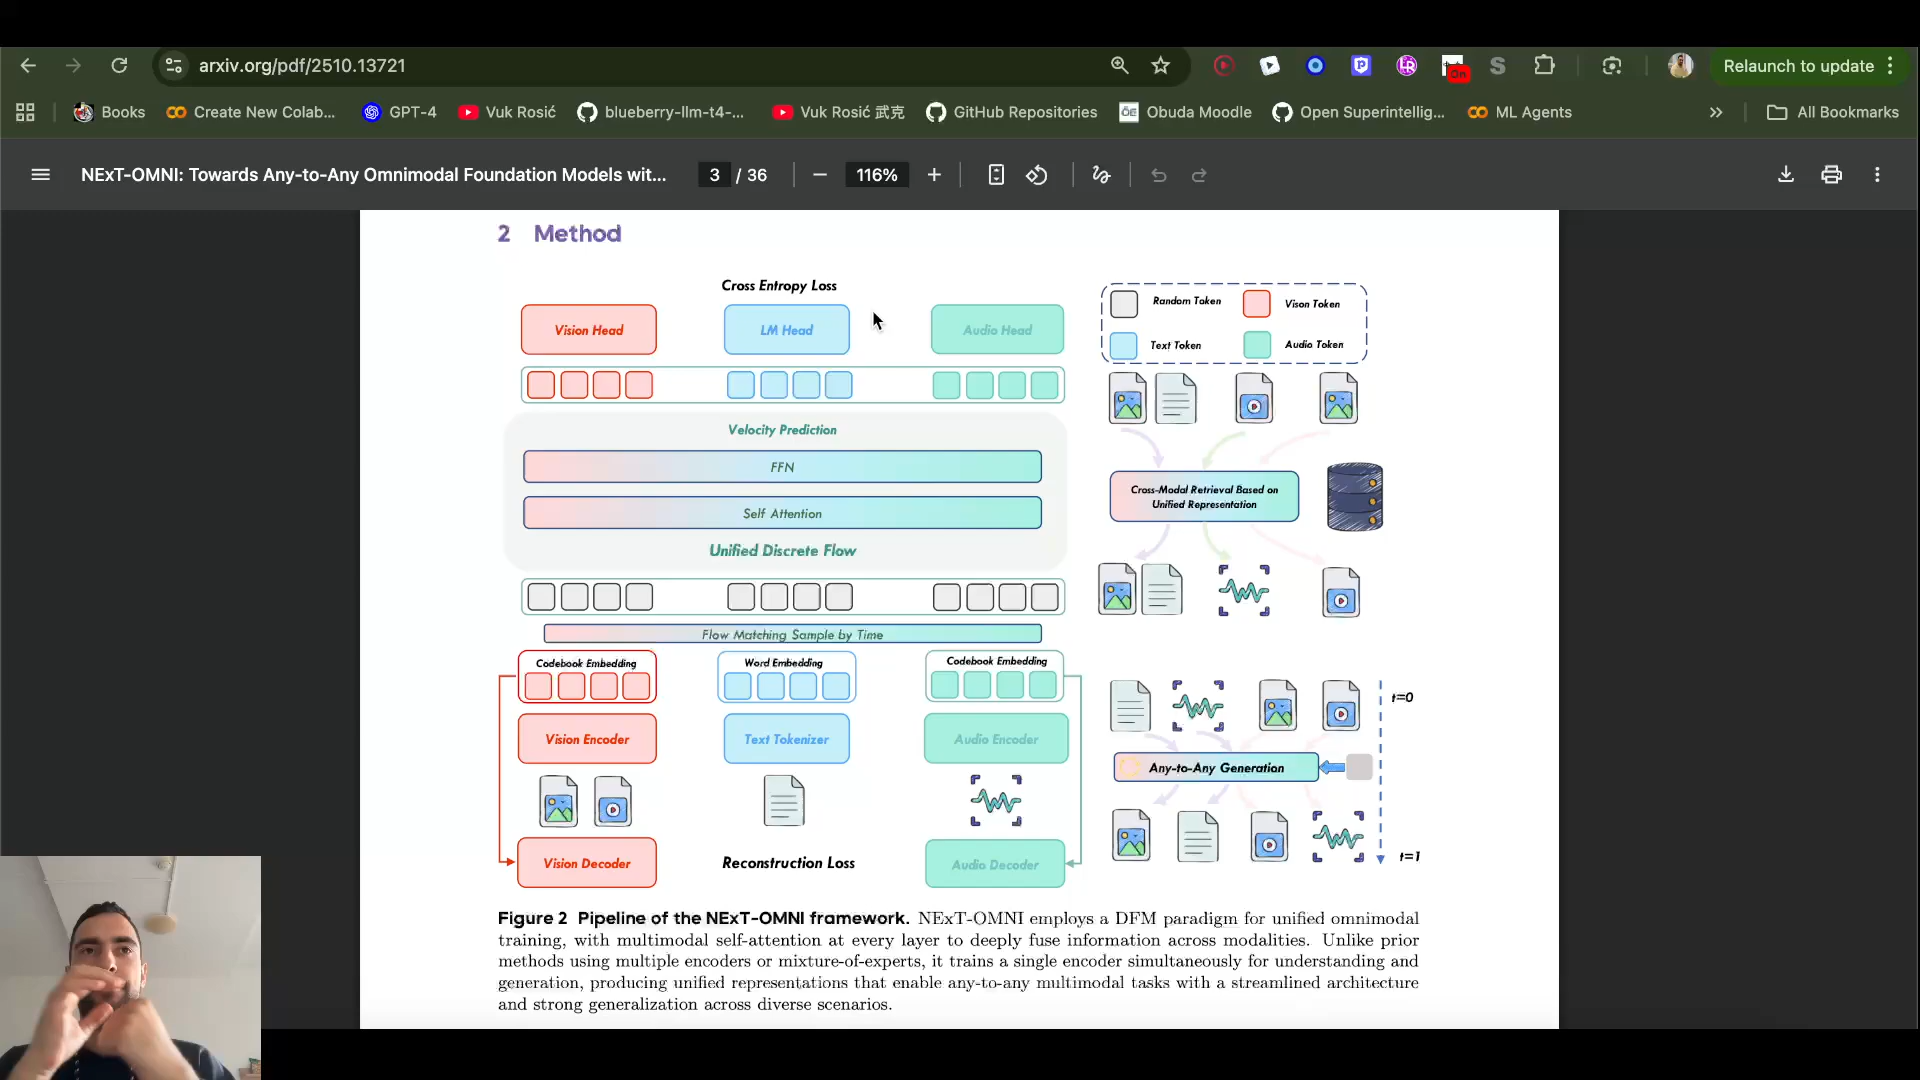 arxiv.org/pdf/2510.13721
On
Relaunch to update
Books
Create New Colab...
GPT-4
Vuk Rosić
blueberry-llm-t4-...
Vuk Rosić 武克
GitHub Repositories
Obuda Moodle
Open Superintellig...
ML Agents
All Bookmarks
NExT-OMNI: Towards Any-to-Any Omnimodal Foundation Models wit...
3 / 36
116%
2 Method
Cross Entropy Loss
Vision Head
LM Head
Audio Head
Velocity Prediction
FFN
Self Attention
Unified Discrete Flow
Flow Matching Sample by Time
Codebook Embedding
Word Embedding
Codebook Embedding
Vision Encoder
Text Tokenizer
Audio Encoder
Vision Decoder
Reconstruction Loss
Audio Decoder
Random Token
Vison Token
Text Token
Audio Token
Cross-Modal Retrieval Based on
Unified Representation
t=0
Any-to-Any Generation
t=1
Figure 2 Pipeline of the NExT-OMNI framework. NExT-OMNI employs a DFM paradigm for unified omnimodal
training, with multimodal self-attention at every layer to deeply fuse information across modalities. Unlike prior
methods using multiple encoders or mixture-of-experts, it trains a single encoder simultaneously for understanding and
generation, producing unified representations that enable any-to-any multimodal tasks with a streamlined architecture
and strong generalization across diverse scenarios.